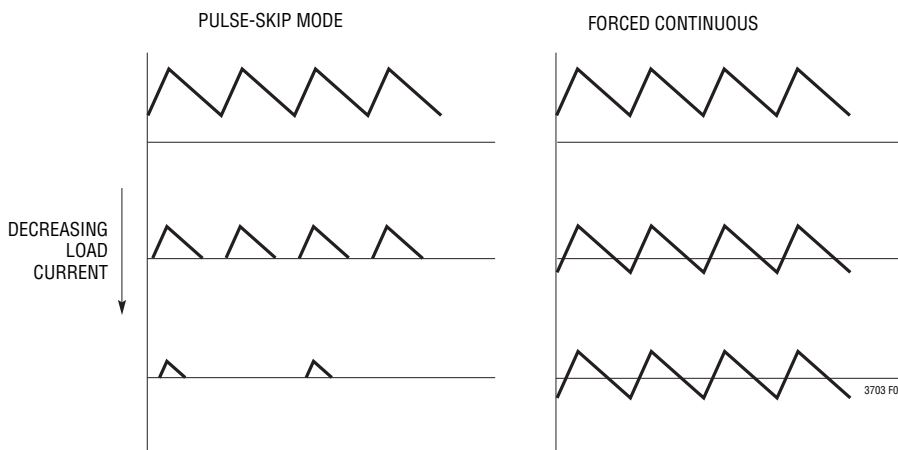 PULSE-SKIP MODE
FORCED CONTINUOUS
DECREASING
LOAD
CURRENT
3703 F0